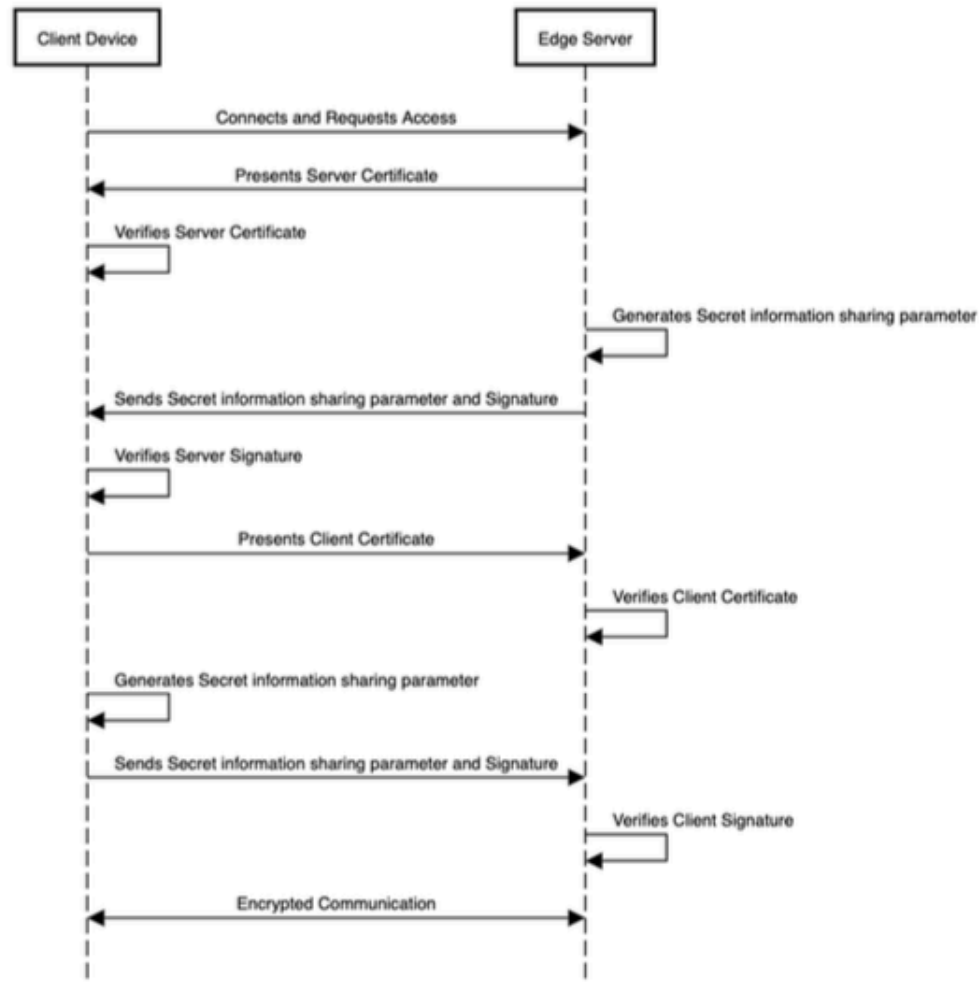 Client Device
Edge Server
Connects and Requests Access
Presents Server Certificate
Verifies Server Certificate
Generates Secret information sharing parameter
Sends Secret information sharing parameter and Signature
Verifies Server Signature
Presents Client Certificate
Verifies Client Certificate
Generates Secret information sharing parameter
Sends Secret information sharing parameter and Signature
Verifies Client Signature
Encrypted Communication